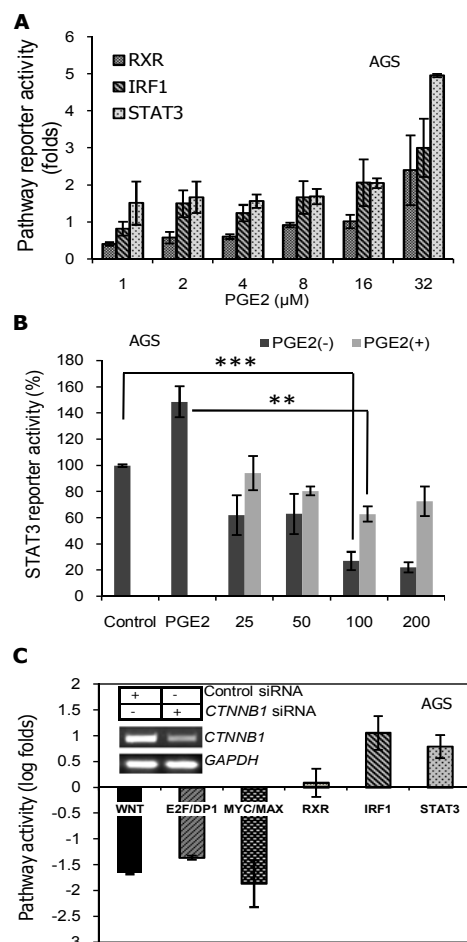 A
Pathway reporter activity
(folds)
6
5
4
3
2
1
0
RXR
IRF1
STAT3
AGS
1 2 4 8 16 32
PGE2 (µM)
B
AGS
PGE2(-) PGE2(+)
STAT3 reporter activity (%)
180
160
140
120
100
80
60
40
20
0
***
**
Control PGE2 25 50 100 200
C
Pathway activity (log folds)
2
1.5
1
0.5
0
-0.5
-1
-1.5
-2
-2.5
-3
+ - Control siRNA
- + CTNNB1 siRNA
CTNNB1
GAPDH
AGS
WNT E2F/DP1 MYC/MAX RXR IRF1 STAT3